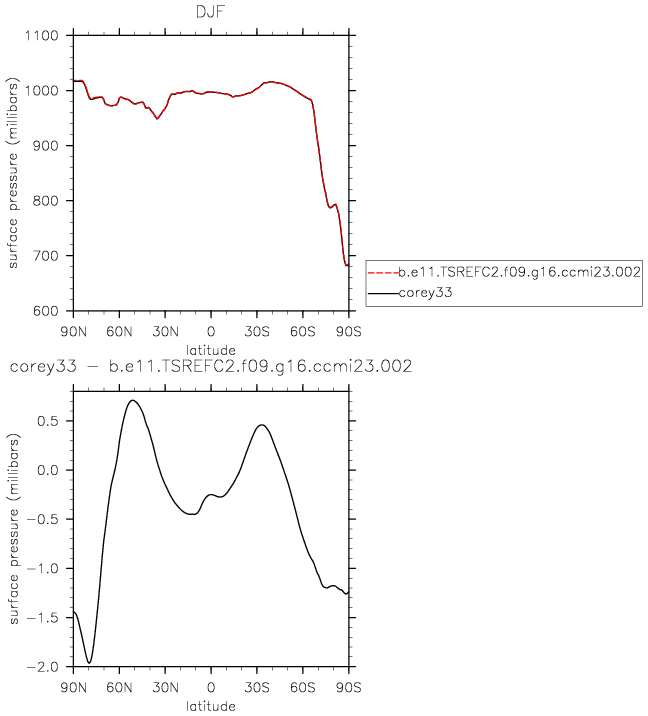 DJF
1100
1000
900
800
700
600
surface pressure (millibars)
90N 60N 30N 0 30S 60S 90S
latitude
b.e11.TSREFC2.f09.g16.ccmi23.002
corey33
corey33 – b.e11.TSREFC2.f09.g16.ccmi23.002
0.5
0.0
−0.5
−1.0
−1.5
−2.0
surface pressure (millibars)
90N 60N 30N 0 30S 60S 90S
latitude